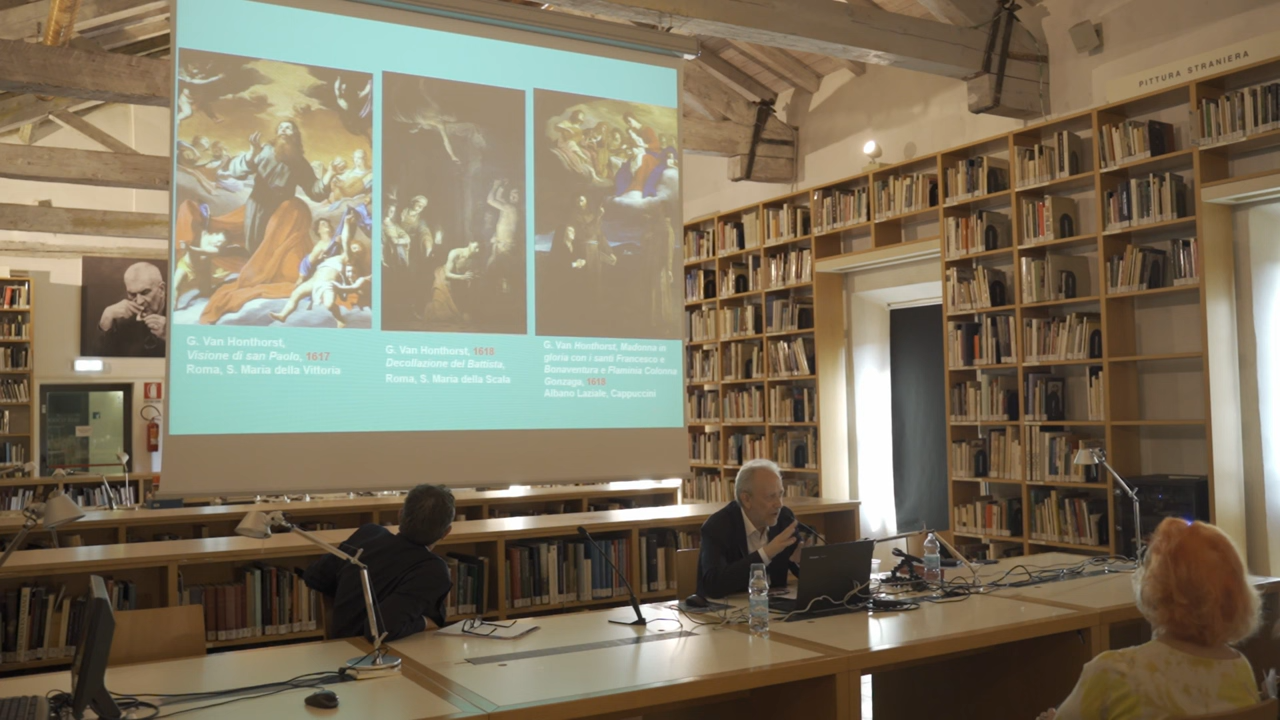 PITTURA STRANIERA
G. Van Honthorst,
Visione di san Paolo, 1617
Roma, S. Maria della Vittoria
G. Van Honthorst, 1618
Decollazione del Battista,
Roma, S. Maria della Scala
G. Van Honthorst, Madonna in
gloria con i santi Francesco e
Bonaventura e Flaminia Colonna
Gonzaga, 1618
Albano Laziale, Cappuccini